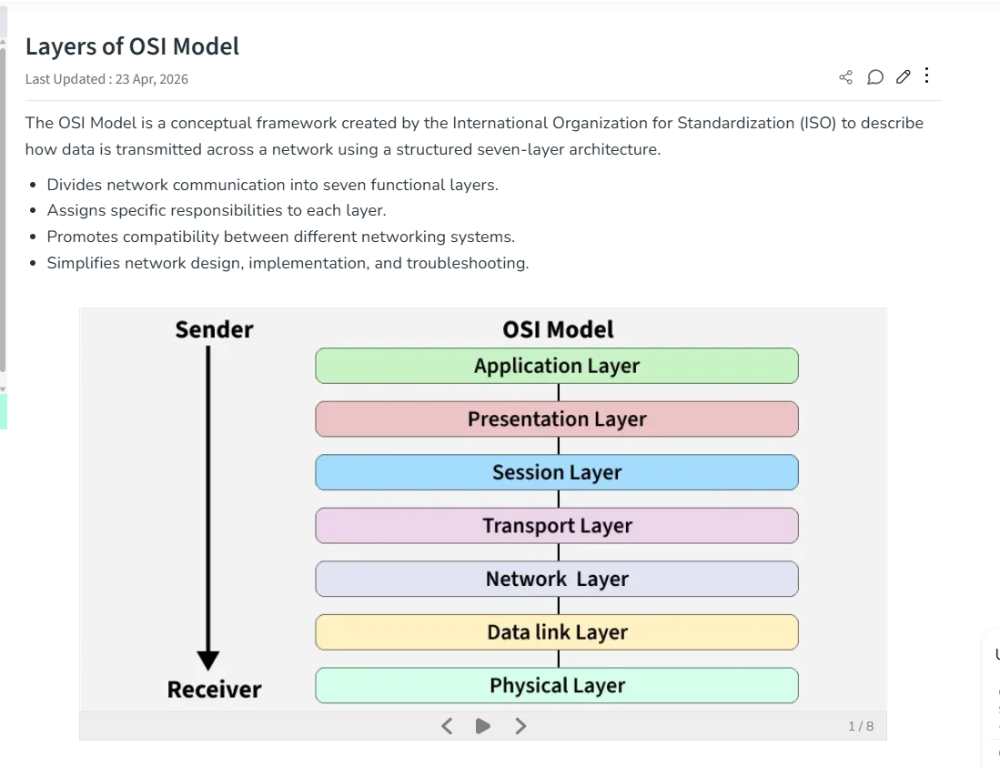 Layers of OSI Model
Last Updated : 23 Apr, 2026
The OSI Model is a conceptual framework created by the International Organization for Standardization (ISO) to describe
how data is transmitted across a network using a structured seven-layer architecture.
Divides network communication into seven functional layers.
Assigns specific responsibilities to each layer.
Promotes compatibility between different networking systems.
Simplifies network design, implementation, and troubleshooting.
Sender
OSI Model
Application Layer
Presentation Layer
Session Layer
Transport Layer
Network Layer
Data link Layer
Physical Layer
Receiver
1 / 8